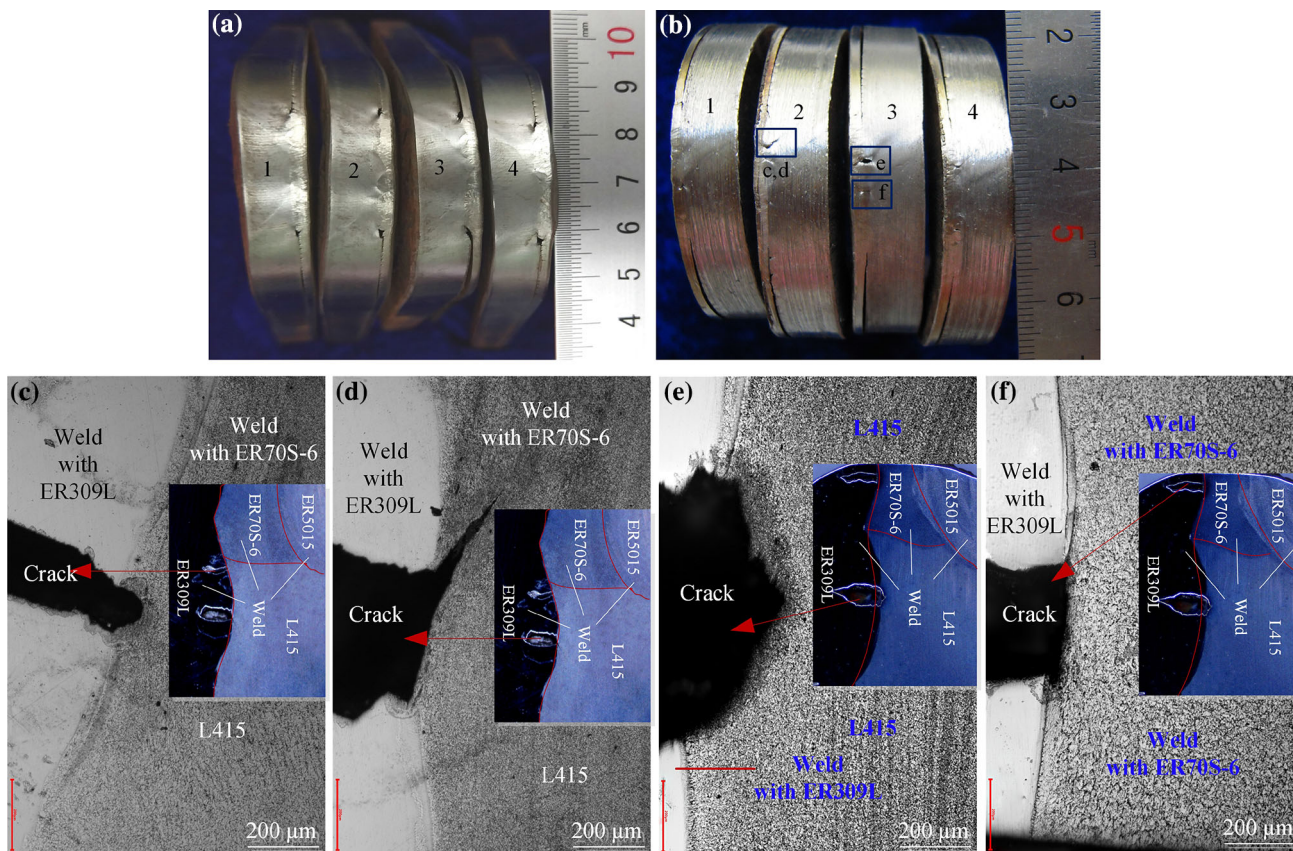 (a)
1
2
3
4
mm
10
9
8
7
6
5
4
(b)
1
2
3
4
c,d
e
f
2
3
4
5
mm
6
(c)
Weld
with
ER309L
Weld
with ER70S-6
Crack
ER70S-6
ER5015
ER309L
Weld
L415
L415
200 μm
(d)
Weld
with
ER309L
Weld
with ER70S-6
Crack
ER70S-6
ER5015
ER309L
Weld
L415
L415
200 μm
(e)
L415
Crack
ER70S-6
ER5015
ER309L
Weld
L415
L415
Weld
with ER309L
200 μm
(f)
Weld
with ER70S-6
Weld
with
ER309L
Crack
ER70S-6
ER5015
ER309L
Weld
L415
Weld
with ER70S-6
200 μm